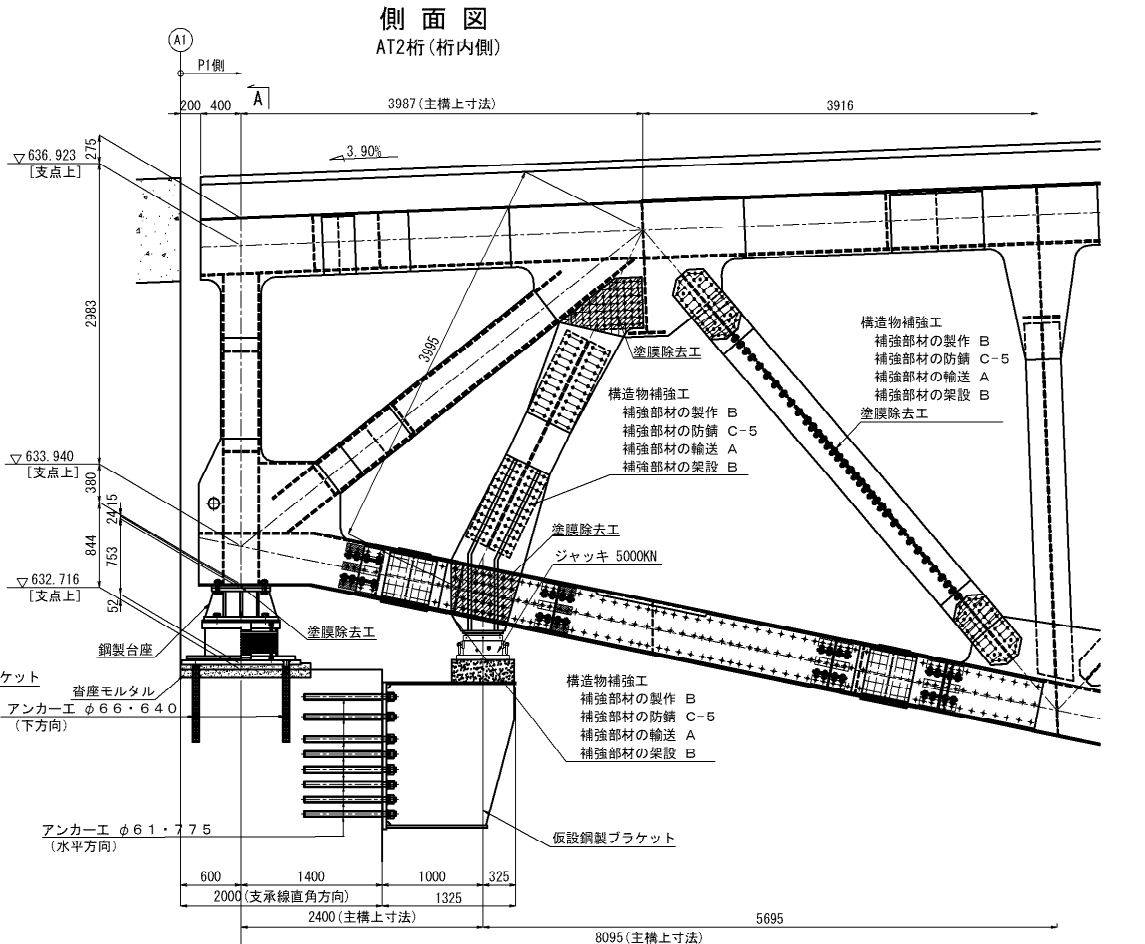 側面図
AT2桁(桁内側)
A1
P1側
A
200
400
3987(主構上寸法)
3916
275
▽636.923
[支点上]
3.90%
2983
3995
構造物補強工
補強部材の製作 B
補強部材の防錆 C-5
補強部材の輸送 A
補強部材の架設 B
塗膜除去工
塗膜除去工
構造物補強工
補強部材の製作 B
補強部材の防錆 C-5
補強部材の輸送 A
補強部材の架設 B
▽633.940
[支点上]
380
15
24
844
753
52
塗膜除去工
ジャッキ 5000KN
▽632.716
[支点上]
塗膜除去工
鋼製台座
ケット
沓座モルタル
アンカー工 φ66・640
(下方向)
構造物補強工
補強部材の製作 B
補強部材の防錆 C-5
補強部材の輸送 A
補強部材の架設 B
アンカー工 φ61・775
(水平方向)
仮設鋼製ブラケット
600
1400
1000
325
2000(支承線直角方向)
1325
2400(主構上寸法)
5695
8095(主構上寸法)